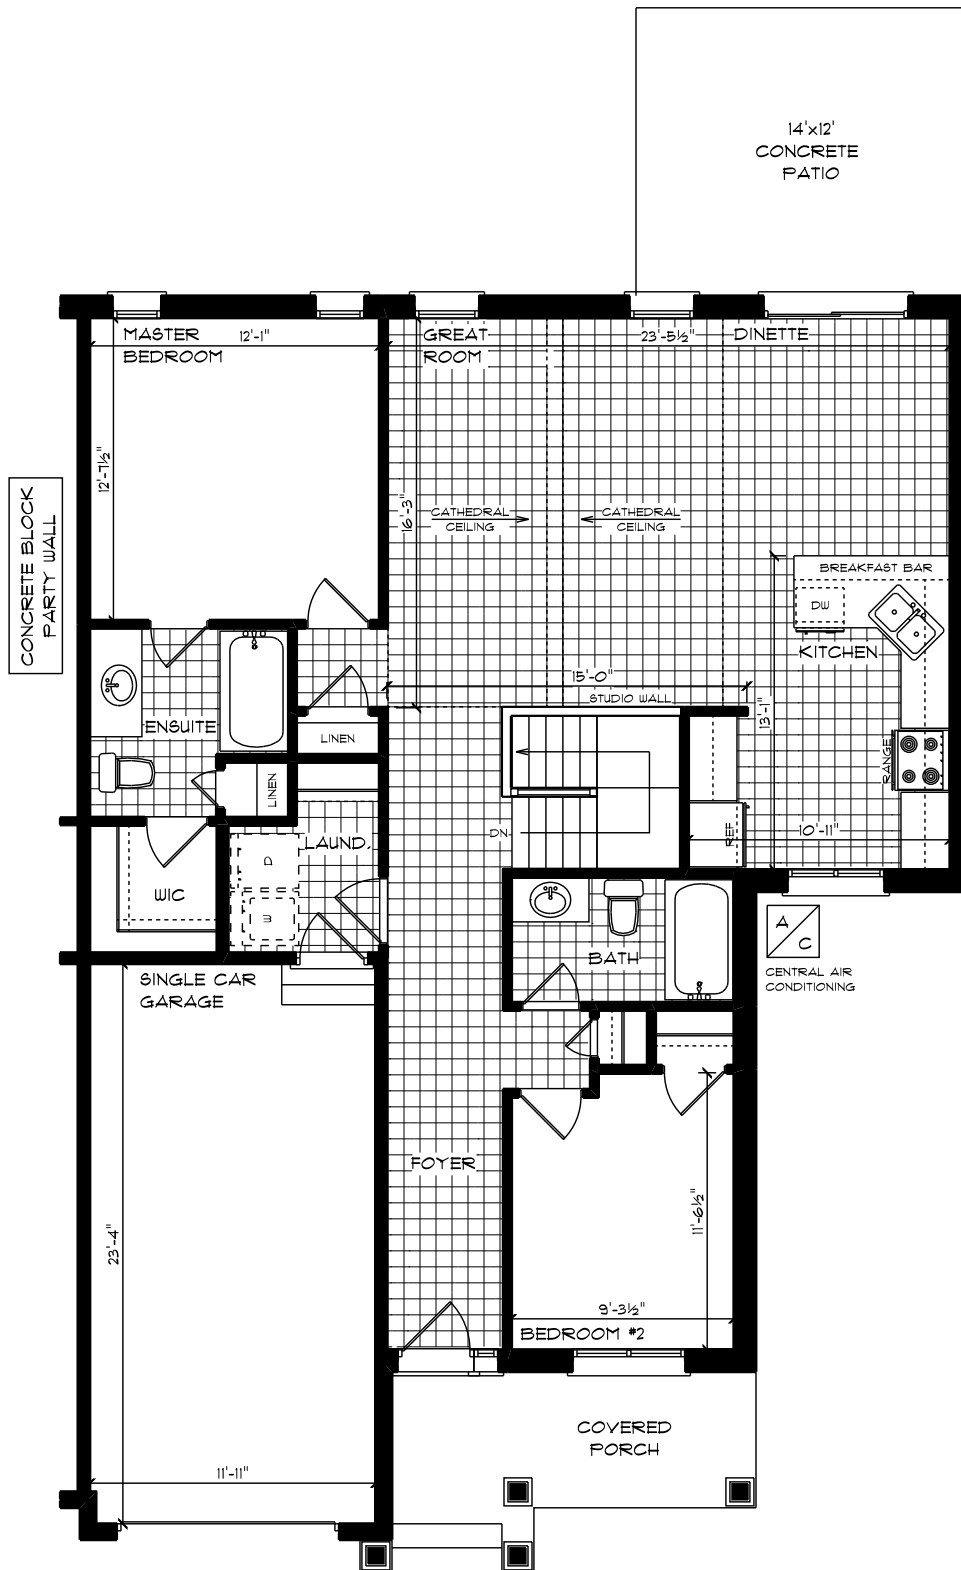 14'x12'
CONCRETE
PATIO
MASTER
BEDROOM
12'-1"
GREAT
ROOM
23'-5½"
DINETTE
12'-7½"
16'-3"
CATHEDRAL
CEILING
CATHEDRAL
CEILING
CONCRETE BLOCK
PARTY WALL
BREAKFAST BAR
DW
KITCHEN
15'-0"
STUDIO WALL
13'-1"
ENSUITE
LINEN
LINEN
RANGE
DN
REF
10'-11"
LAUND.
D
W
WIC
BATH
A
C
CENTRAL AIR
CONDITIONING
SINGLE CAR
GARAGE
FOYER
11'-6½"
23'-4"
9'-3½"
BEDROOM #2
COVERED
PORCH
11'-11"